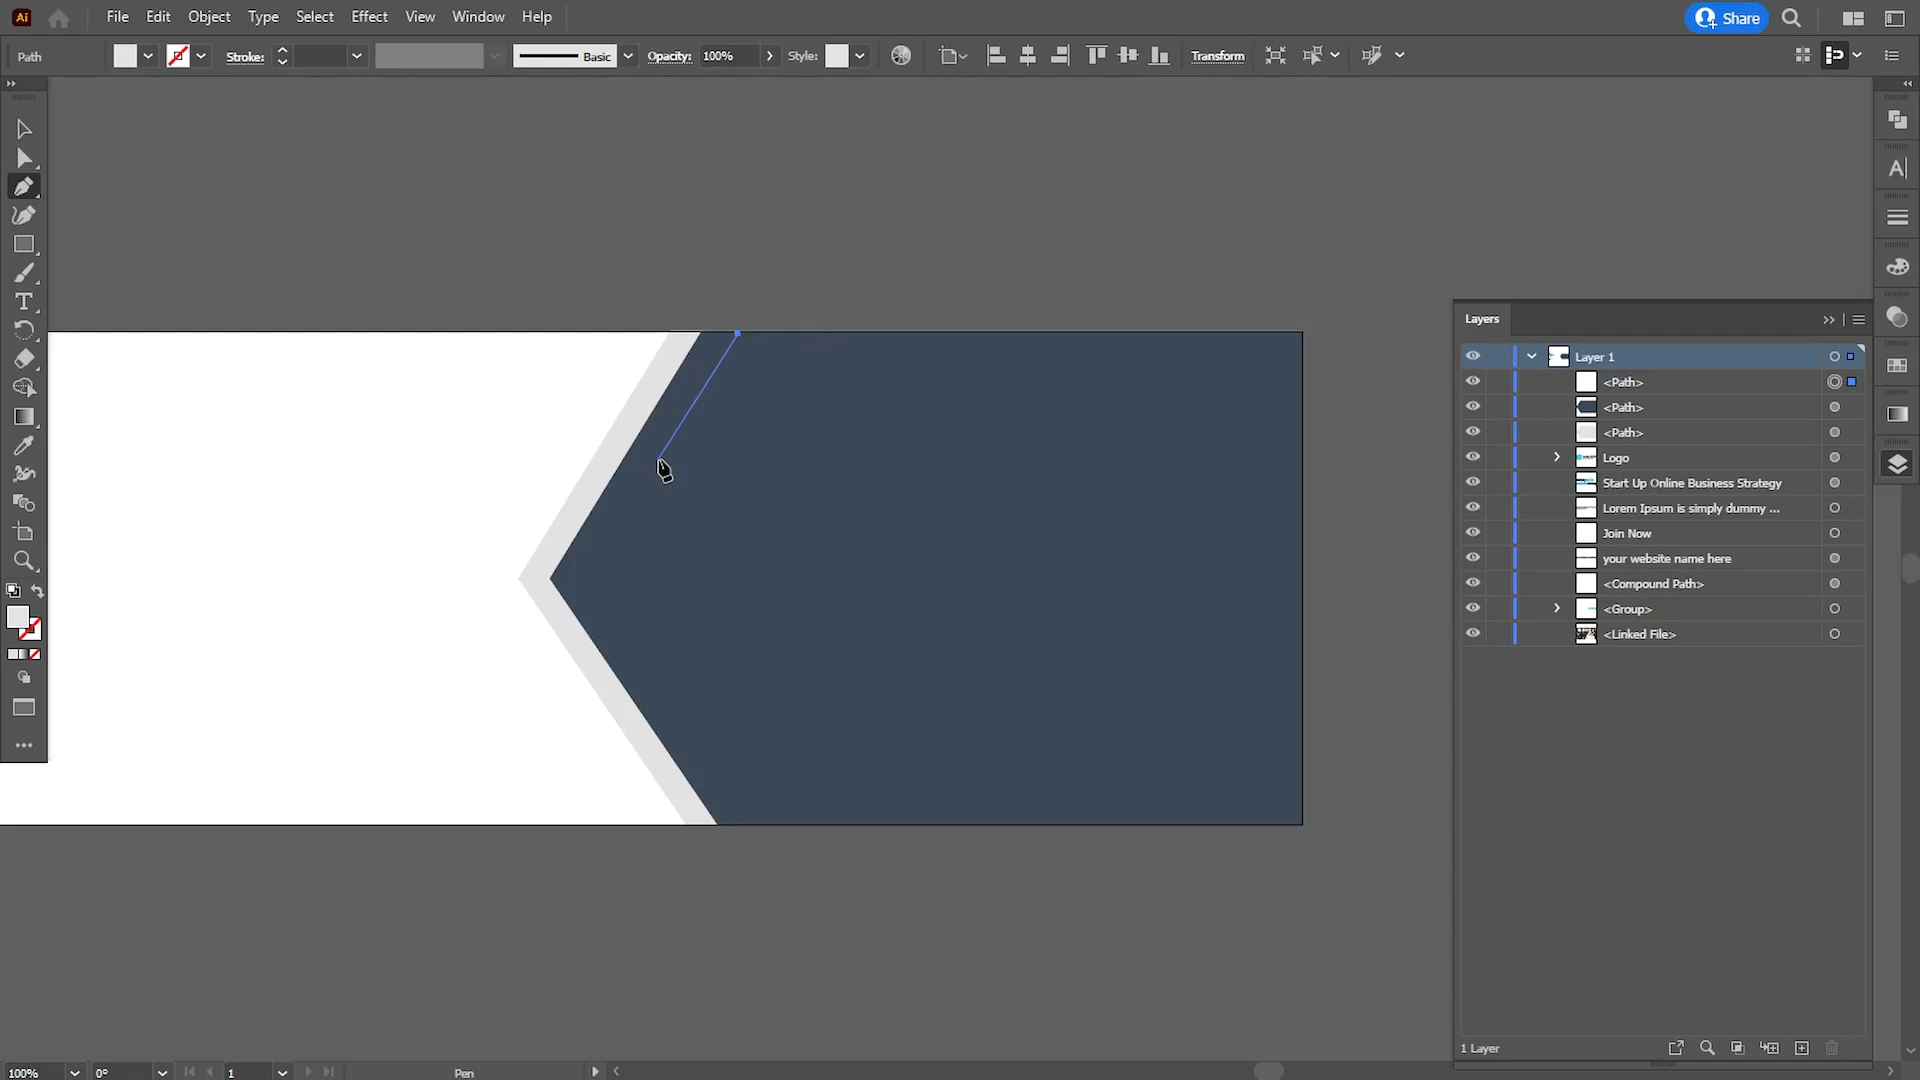 Ai File Edit Object Type Select Effect View Window Help Share
Path Stroke: Basic Opacity: 100% Style: Transform
Layers
Layer 1
<Path>
<Path>
<Path>
Logo
Start Up Online Business Strategy
Lorem Ipsum is simply dummy ...
Join Now
your website name here
<Compound Path>
<Group>
<Linked File>
1 Layer
100% 0° 1 Pen